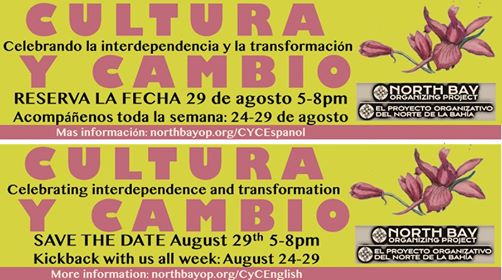 CULTURA
Celebrando la interdependencia y la transformación
Y CAMBIO
RESERVA LA FECHA 29 de agosto 5-8pm
Acompáñenos toda la semana: 24-29 de agosto
Mas información: northbayop.org/CYCEspanol
NORTH BAY
ORGANIZING PROJECT
EL PROYECTO ORGANIZATIVO
DEL NORTE DE LA BAHÍA
CULTURA
Celebrating interdependence and transformation
Y CAMBIO
SAVE THE DATE August 29th 5-8pm
Kickback with us all week: August 24-29
More information: northbayop.org/CyCEnglish
NORTH BAY
ORGANIZING PROJECT
EL PROYECTO ORGANIZATIVO
DEL NORTE DE LA BAHÍA